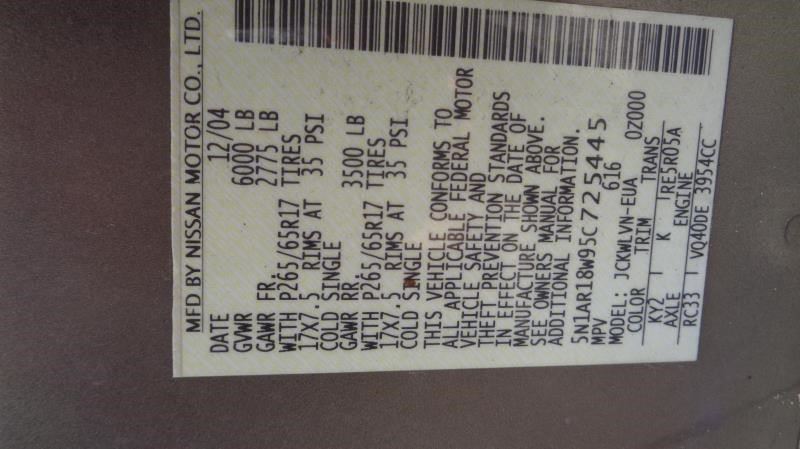 MFD BY NISSAN MOTOR CO., LTD.
DATE 12/04
GVWR 6000 LB
GAWR FR. 2775 LB
WITH P265/65R17 TIRES
17X7.5 RIMS AT 35 PSI
COLD SINGLE
GAWR RR. 3500 LB
WITH P265/65R17 TIRES
17X7.5 RIMS AT 35 PSI
COLD SINGLE
THIS VEHICLE CONFORMS TO
ALL APPLICABLE FEDERAL MOTOR
VEHICLE SAFETY AND
THEFT PREVENTION STANDARDS
IN EFFECT ON THE DATE OF
MANUFACTURE SHOWN ABOVE.
SEE OWNERS MANUAL FOR
ADDITIONAL INFORMATION.
5N1AR18W95C725445
MPV 616
MODEL: JCKWLVM-EUA 0Z000
COLOR TRIM TRANS
KY2 K RE5R05A
AXLE ENGINE
RC33 VQ40DE 3954CC